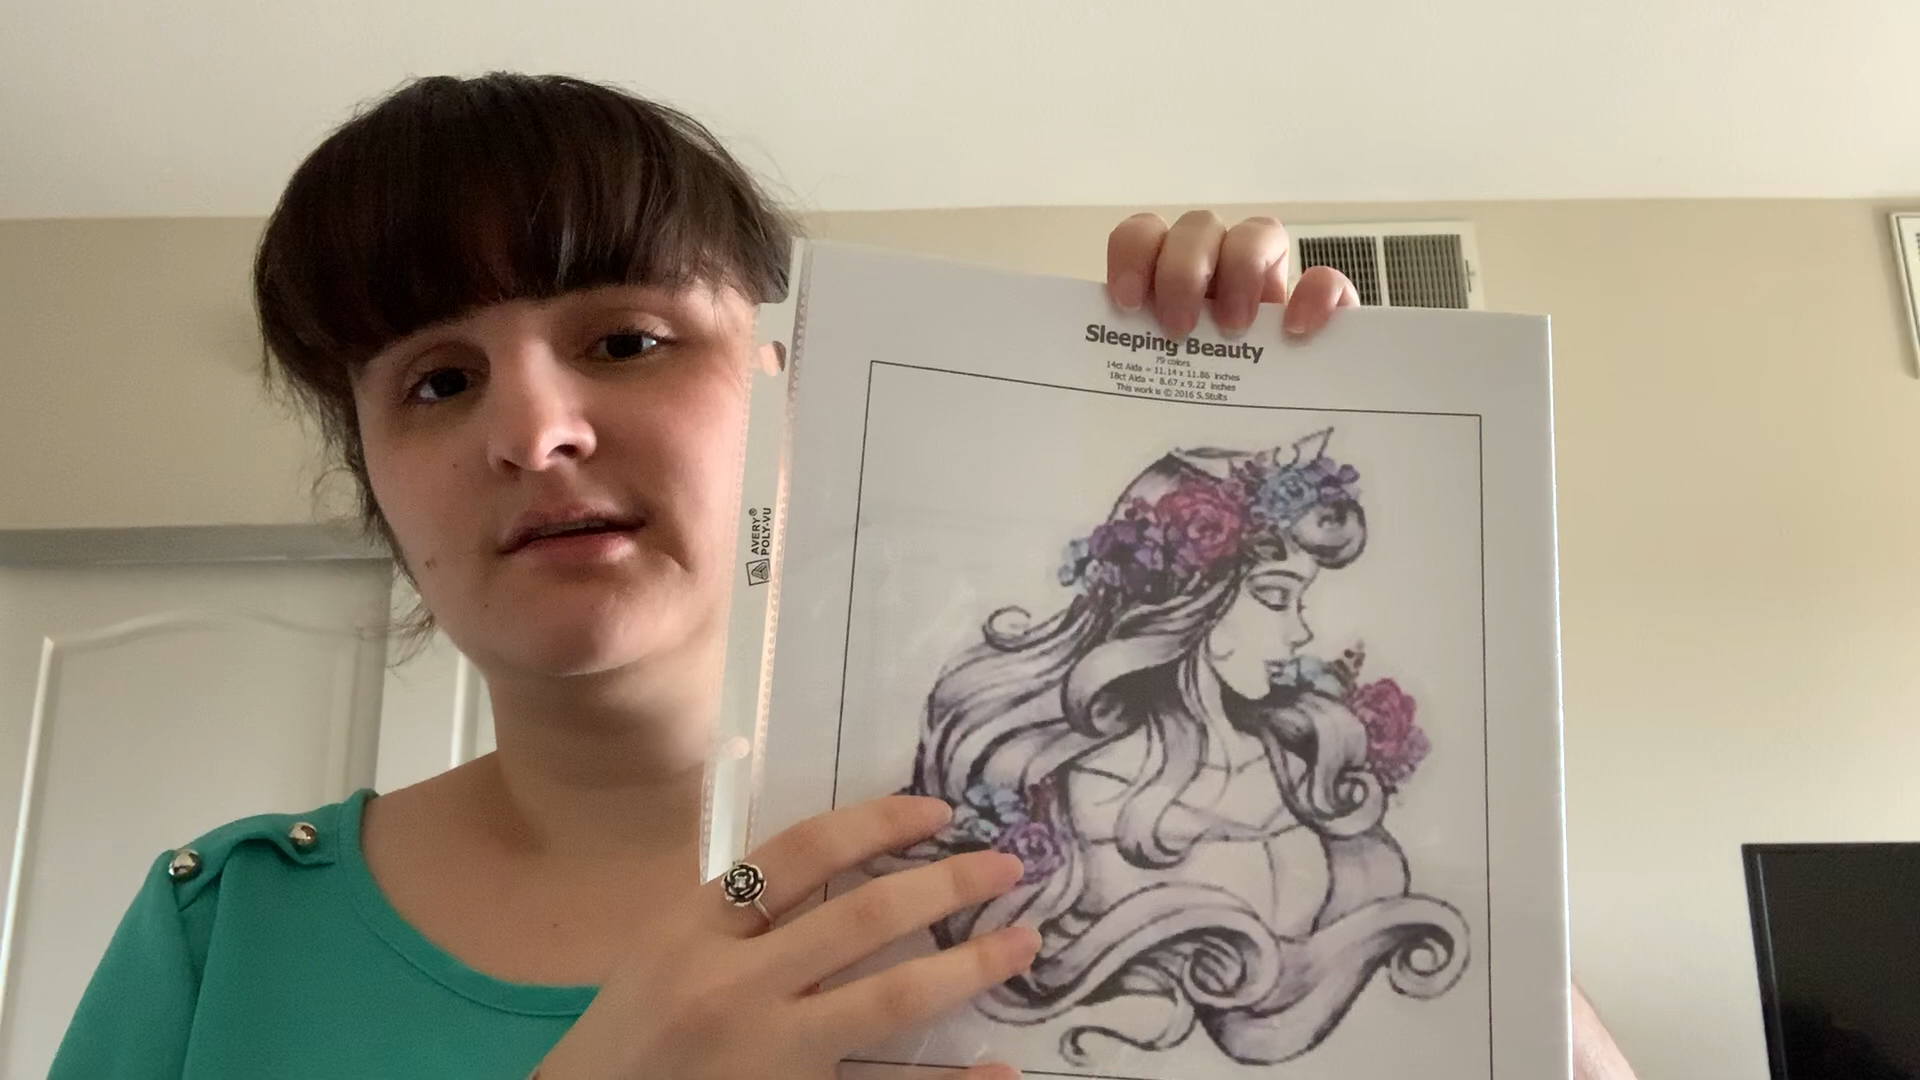 Sleeping Beauty
79 colors
14ct Aida = 11.14 x 11.86 inches
18ct Aida = 8.67 x 9.22 inches
This work is © 2016 S.Stults
AVERY®
POLY-VU